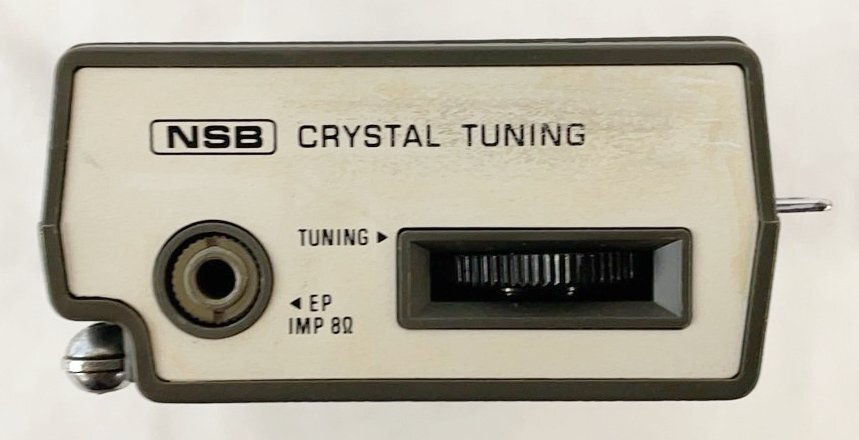 NSB CRYSTAL TUNING
TUNING ▶
◀ EP
IMP 8Ω